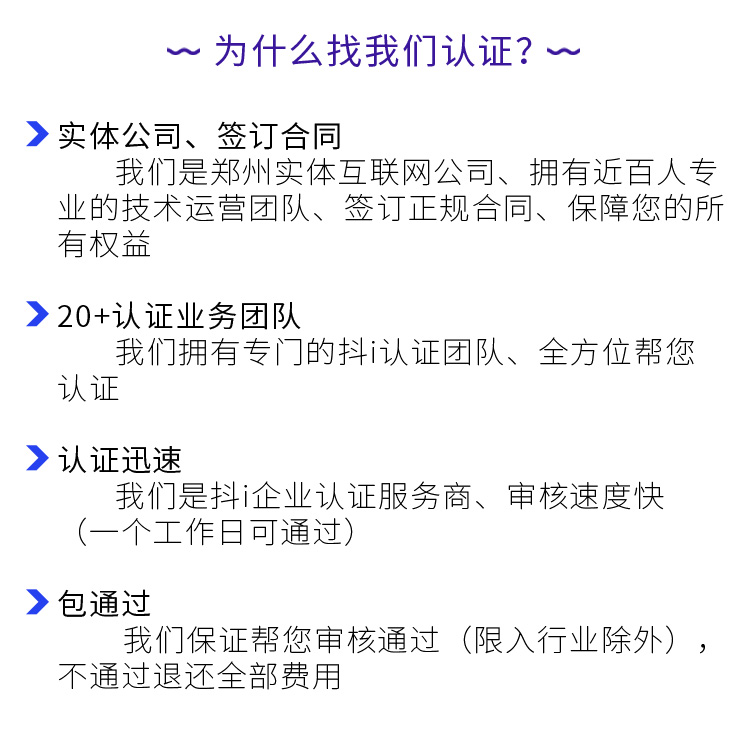 为什么找我们认证？
实体公司、签订合同
我们是郑州实体互联网公司、拥有近百人专
业的技术运营团队、签订正规合同、保障您的所
有权益
20+认证业务团队
我们拥有专门的抖i认证团队、全方位帮您
认证
认证迅速
我们是抖i企业认证服务商、审核速度快
（一个工作日可通过）
包通过
我们保证帮您审核通过（限入行业除外），
不通过退还全部费用